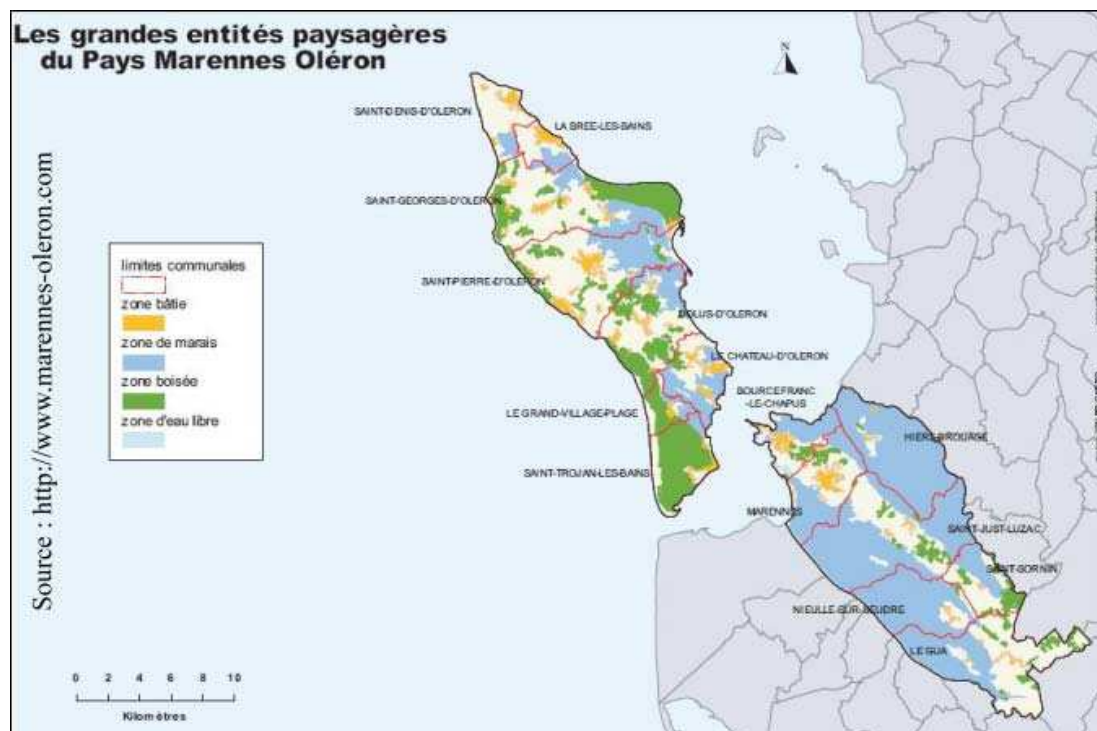 Les grandes entités paysagères
du Pays Marennes Oléron
N
SAINT-DENIS-D'OLERON
LA BREE-LES-BAINS
SAINT-GEORGES-D'OLERON
SAINT-PIERRE-D'OLERON
DOLUS-D'OLERON
LE CHATEAU-D'OLERON
BOURCEFRANC
-LE-CHAPUS
LE GRAND-VILLAGE-PLAGE
HIERS-BROUAGE
SAINT-TROJAN-LES-BAINS
MARENNES
SAINT-JUST-LUZAC
SAINT-SORNIN
NIEULLE-SUR-SEUDRE
LE GUA
limites communales
zone bâtie
zone de marais
zone boisée
zone d'eau libre
Source : http://www.marennes-oleron.com
0 2 4 6 8 10
Kilomètres